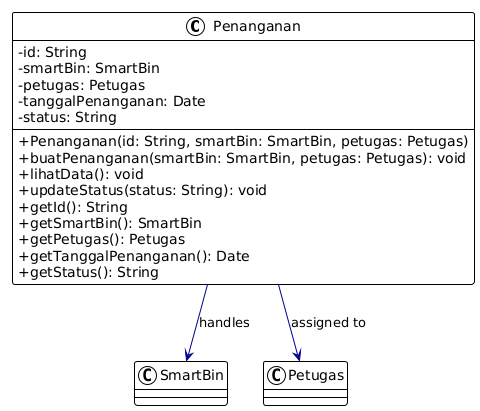 C Penanganan
-id: String
-smartBin: SmartBin
-petugas: Petugas
-tanggalPenanganan: Date
-status: String
+Penanganan(id: String, smartBin: SmartBin, petugas: Petugas)
+buatPenanganan(smartBin: SmartBin, petugas: Petugas): void
+lihatData(): void
+updateStatus(status: String): void
+getId(): String
+getSmartBin(): SmartBin
+getPetugas(): Petugas
+getTanggalPenanganan(): Date
+getStatus(): String
handles
assigned to
C SmartBin
C Petugas